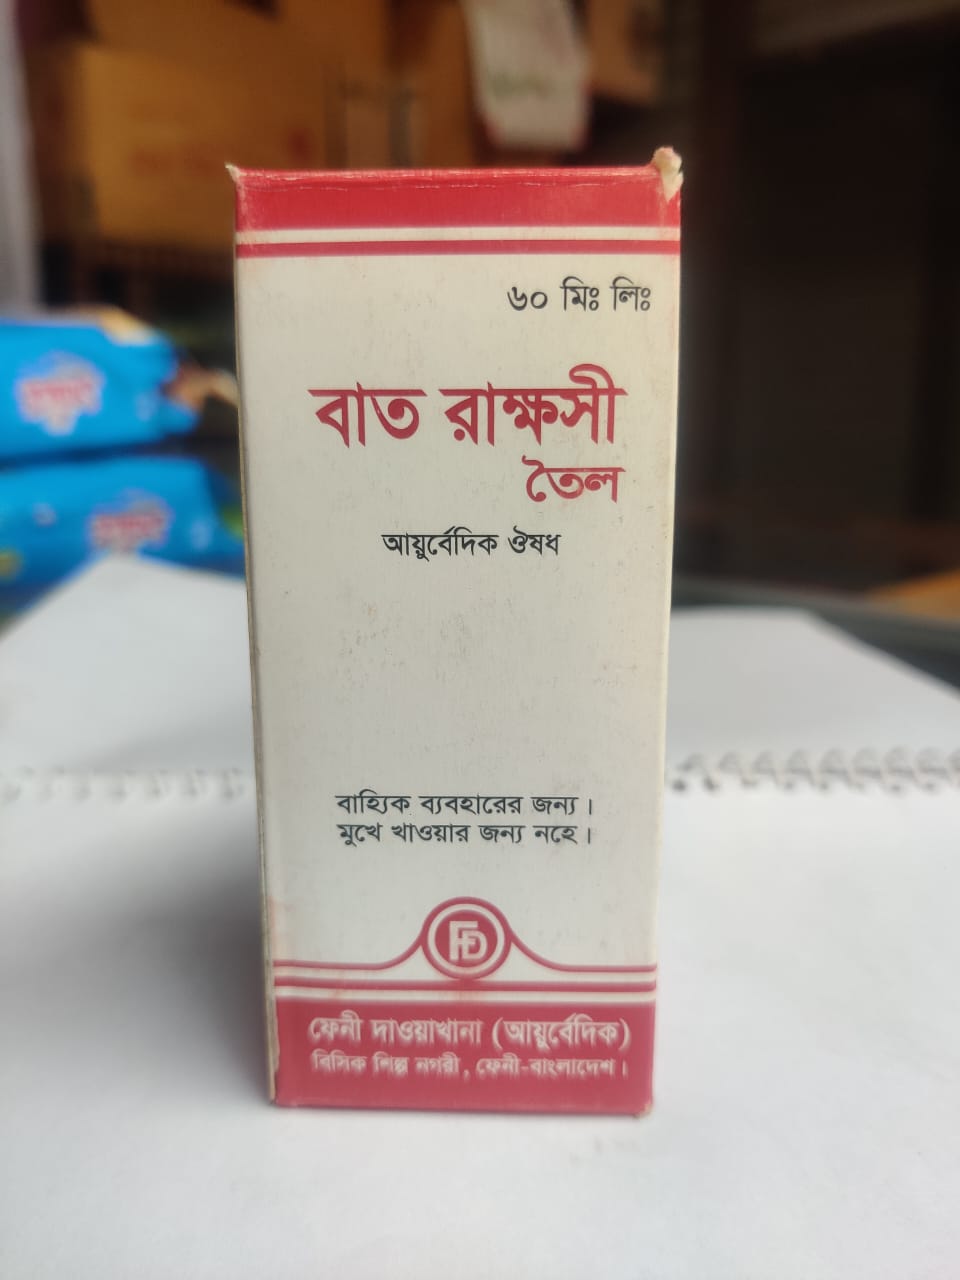 ৬০ মিঃ লিঃ
বাত রাক্ষসী
তৈল
আয়ুর্বেদিক ঔষধ
বাহ্যিক ব্যবহারের জন্য।
মুখে খাওয়ার জন্য নহে।
FD
ফেনী দাওয়াখানা (আয়ুর্বেদিক)
বিসিক শিল্প নগরী, ফেনী-বাংলাদেশ।